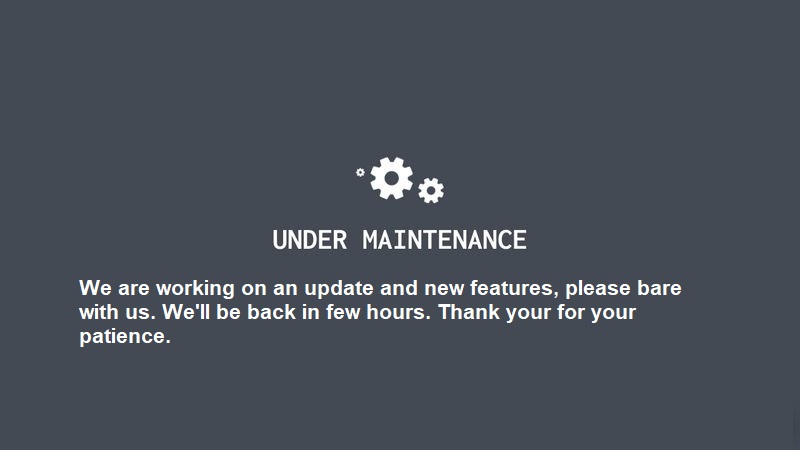 UNDER MAINTENANCE
We are working on an update and new features, please bare
with us. We'll be back in few hours. Thank your for your
patience.